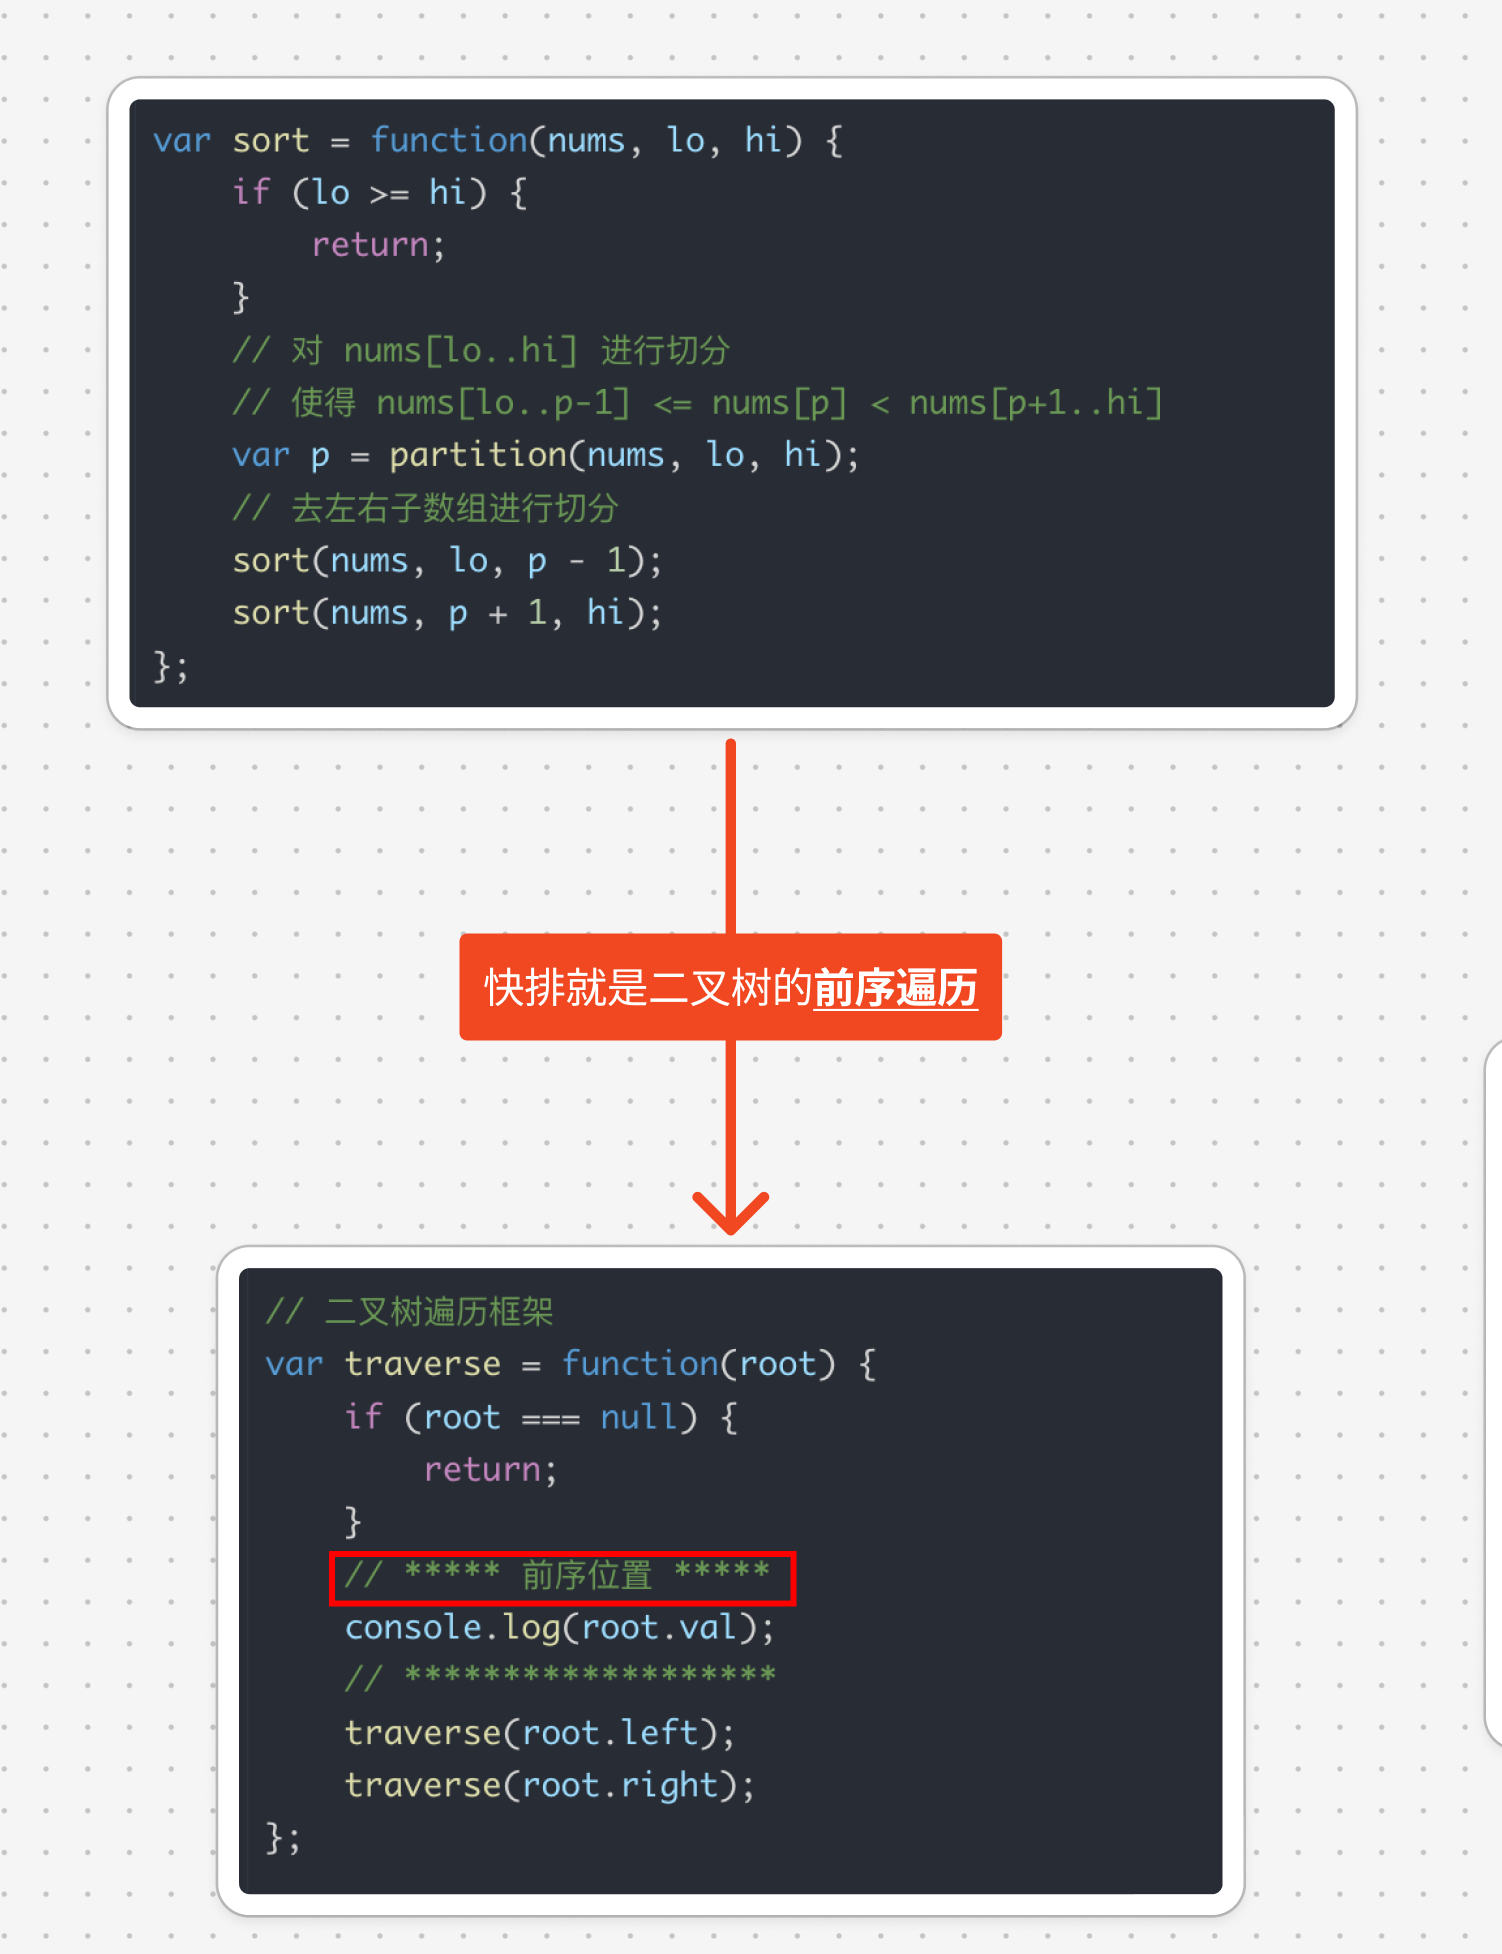 var sort = function(nums, lo, hi) {
    if (lo >= hi) {
        return;
    }
    // 对 nums[lo..hi] 进行切分
    // 使得 nums[lo..p-1] <= nums[p] < nums[p+1..hi]
    var p = partition(nums, lo, hi);
    // 去左右子数组进行切分
    sort(nums, lo, p - 1);
    sort(nums, p + 1, hi);
};
快排就是二叉树的前序遍历
// 二叉树遍历框架
var traverse = function(root) {
    if (root === null) {
        return;
    }
    // ***** 前序位置 *****
    console.log(root.val);
    // *******************
    traverse(root.left);
    traverse(root.right);
};